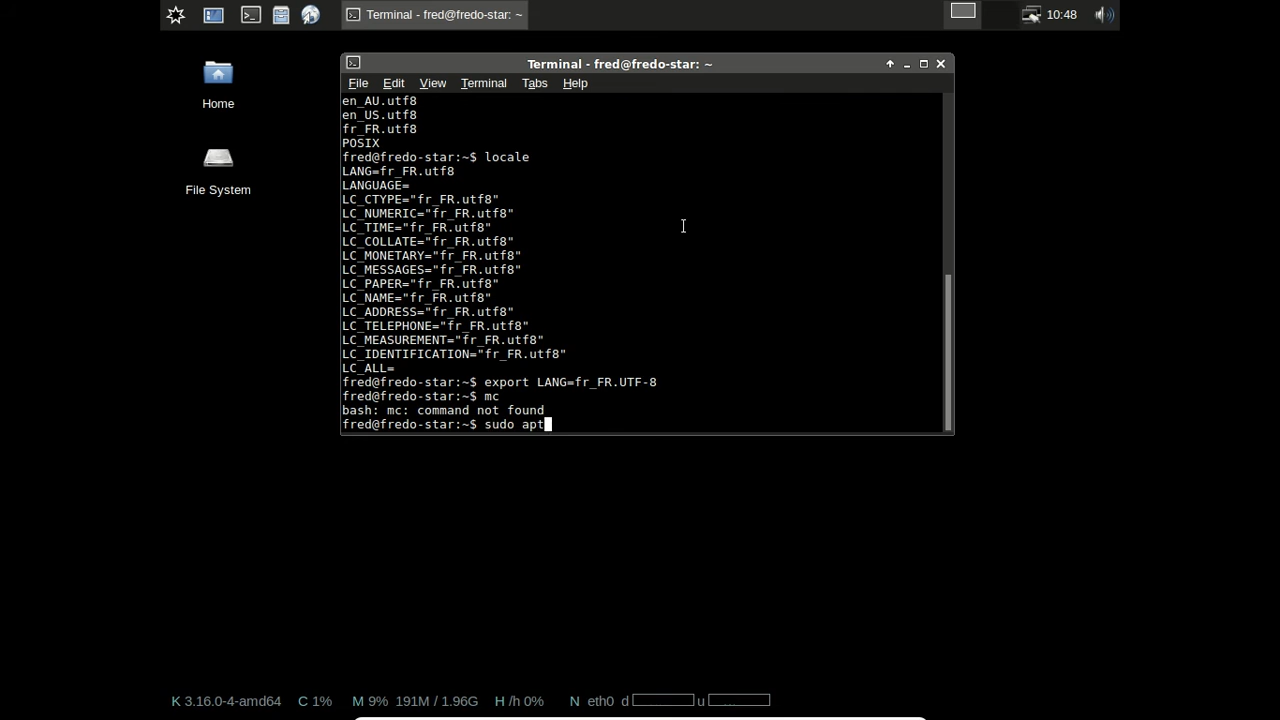 Terminal - fred@fredo-star: ~
10:48
Home
File System
Terminal - fred@fredo-star: ~
File Edit View Terminal Tabs Help
en_AU.utf8
en_US.utf8
fr_FR.utf8
POSIX
fred@fredo-star:~$ locale
LANG=fr_FR.utf8
LANGUAGE=
LC_CTYPE="fr_FR.utf8"
LC_NUMERIC="fr_FR.utf8"
LC_TIME="fr_FR.utf8"
LC_COLLATE="fr_FR.utf8"
LC_MONETARY="fr_FR.utf8"
LC_MESSAGES="fr_FR.utf8"
LC_PAPER="fr_FR.utf8"
LC_NAME="fr_FR.utf8"
LC_ADDRESS="fr_FR.utf8"
LC_TELEPHONE="fr_FR.utf8"
LC_MEASUREMENT="fr_FR.utf8"
LC_IDENTIFICATION="fr_FR.utf8"
LC_ALL=
fred@fredo-star:~$ export LANG=fr_FR.UTF-8
fred@fredo-star:~$ mc
bash: mc: command not found
fred@fredo-star:~$ sudo apt
K 3.16.0-4-amd64 C 1% M 9% 191M / 1.96G H /h 0% N eth0 d u